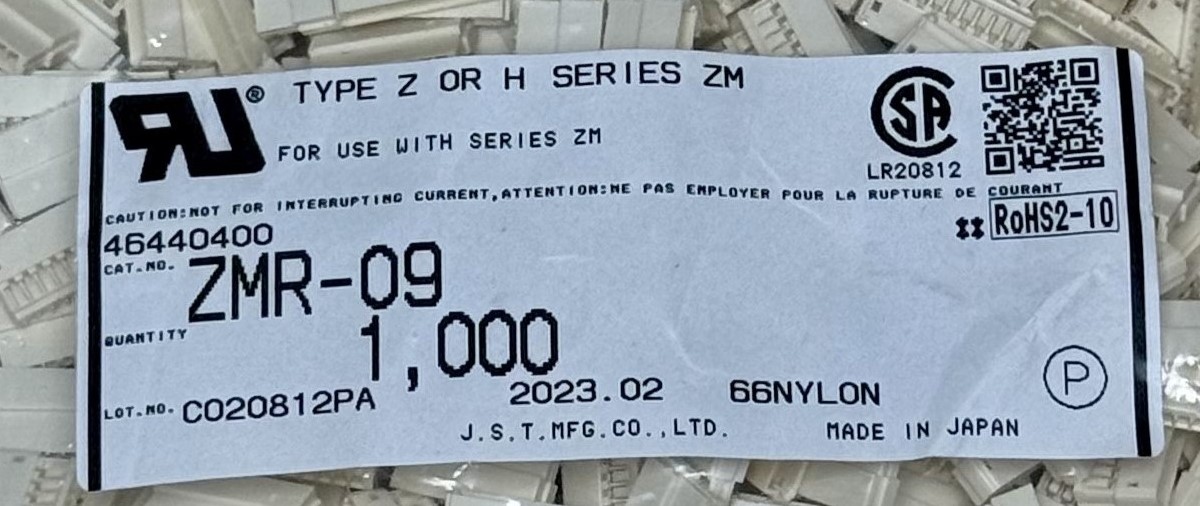 TYPE Z OR H SERIES ZM
FOR USE WITH SERIES ZM
LR20812
CAUTION:NOT FOR INTERRUPTING CURRENT,ATTENTION:NE PAS EMPLOYER POUR LA RUPTURE DE COURANT
46440400
** RoHS2-10
CAT.NO. ZMR-09
QUANTITY 1,000
LOT.NO. C020812PA 2023.02 66NYLON
P
J.S.T.MFG.CO.,LTD. MADE IN JAPAN